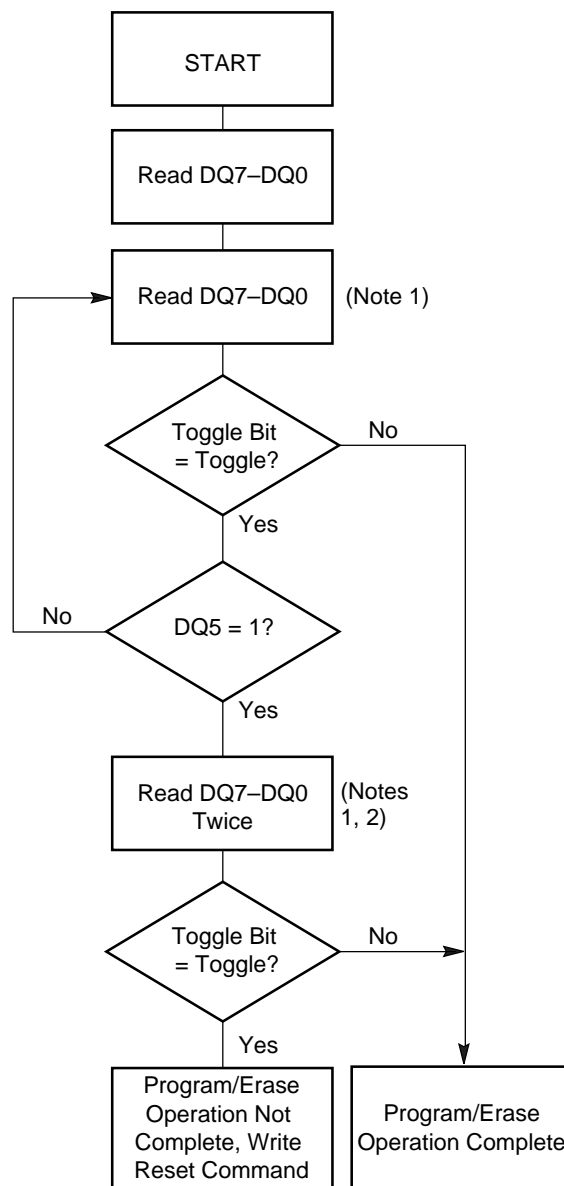 START
Read DQ7–DQ0
Read DQ7–DQ0
(Note 1)
Toggle Bit
= Toggle?
No
Yes
DQ5 = 1?
No
Yes
Read DQ7–DQ0
Twice
(Notes
1, 2)
Toggle Bit
= Toggle?
No
Yes
Program/Erase
Operation Not
Complete, Write
Reset Command
Program/Erase
Operation Complete